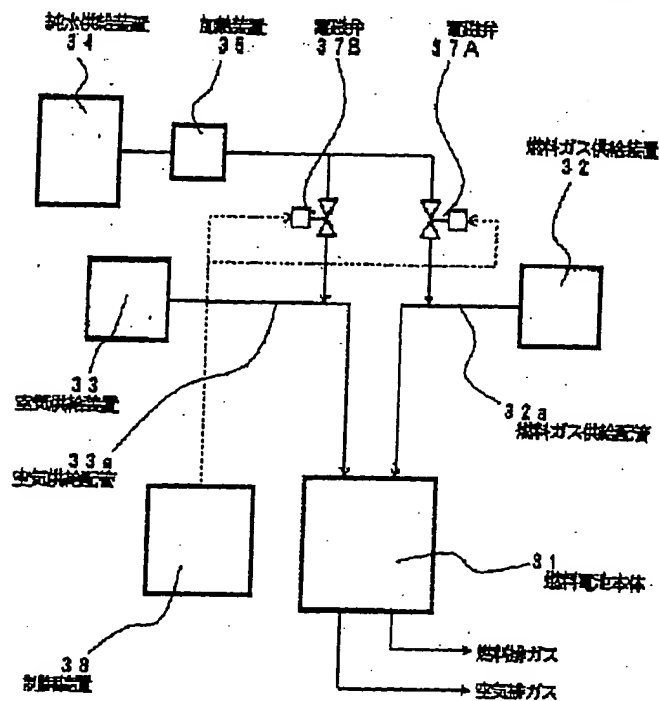 純水供給装置
34
加熱装置
35
電磁弁
37B
電磁弁
37A
燃料ガス供給装置
32
33
空気供給装置
33a
空気供給配管
32a
燃料ガス供給配管
31
燃料電池本体
38
制御装置
燃料排ガス
空気排ガス